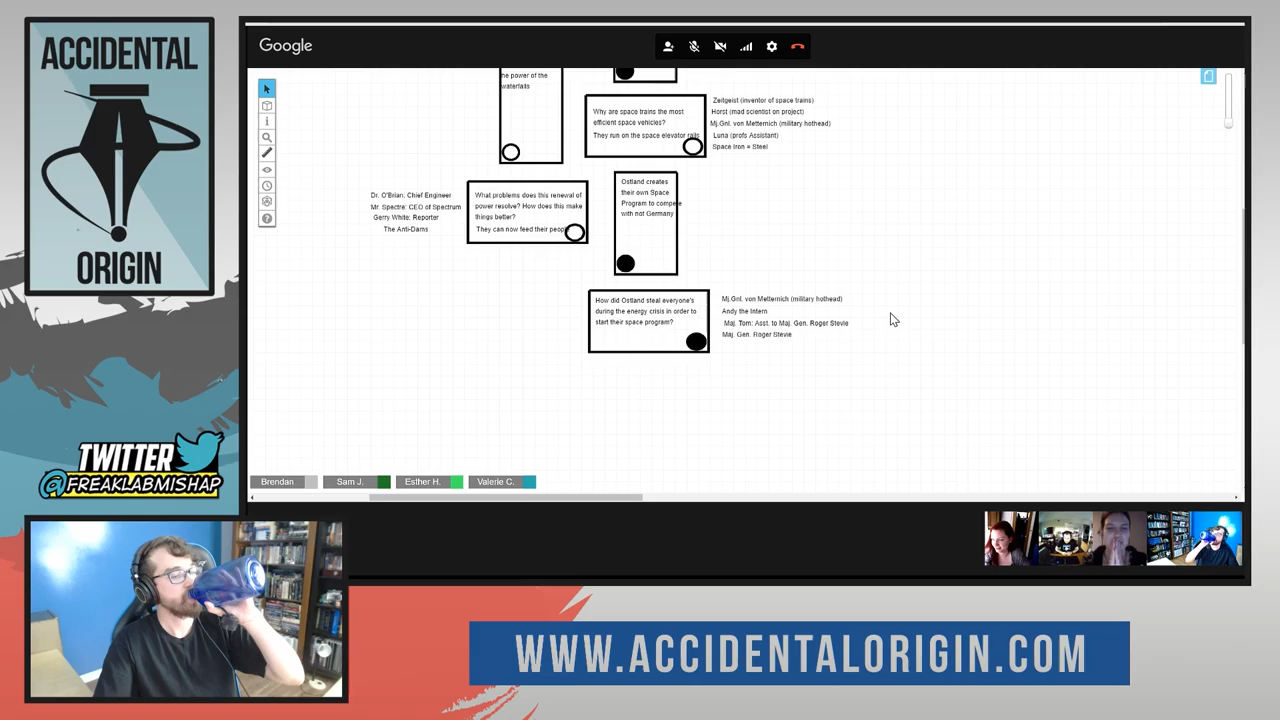 ACCIDENTAL
ORIGIN
Google
he power of the
waterfalls
Why are space trains the most
efficient space vehicles?
They run on the space elevator rails
Zeitgeist (inventor of space trains)
Horst (mad scientist on project)
Mj.Gnl. von Metternich (military hothead)
Luna (profs Assistant)
Space Iron = Steel
Dr. O'Brian: Chief Engineer
Mr. Spectre: CEO of Spectrum
Gerry White: Reporter
The Anti-Dams
What problems does this renewal of
power resolve? How does this make
things better?
They can now feed their people
Ostland creates
their own Space
Program to compete
with not Germany
How did Ostland steal everyone's
during the energy crisis in order to
start their space program?
Mj.Gnl. von Metternich (military hothead)
Andy the Intern
Maj. Tom: Asst. to Maj. Gen. Roger Stevie
Maj. Gen. Roger Stevie
Brendan
Sam J.
Esther H.
Valerie C.
TWITTER
@FREAKLABMISHAP
WWW.ACCIDENTALORIGIN.COM